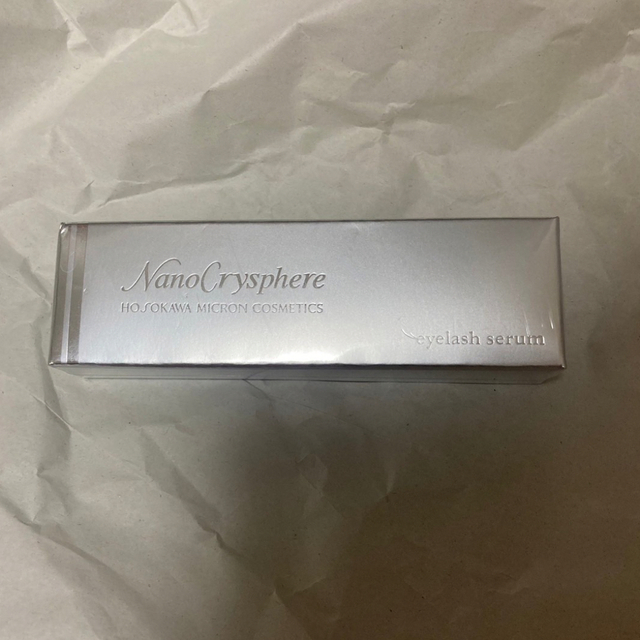 NanoCrysphere
HOSOKAWA MICRON COSMETICS
eyelash serum